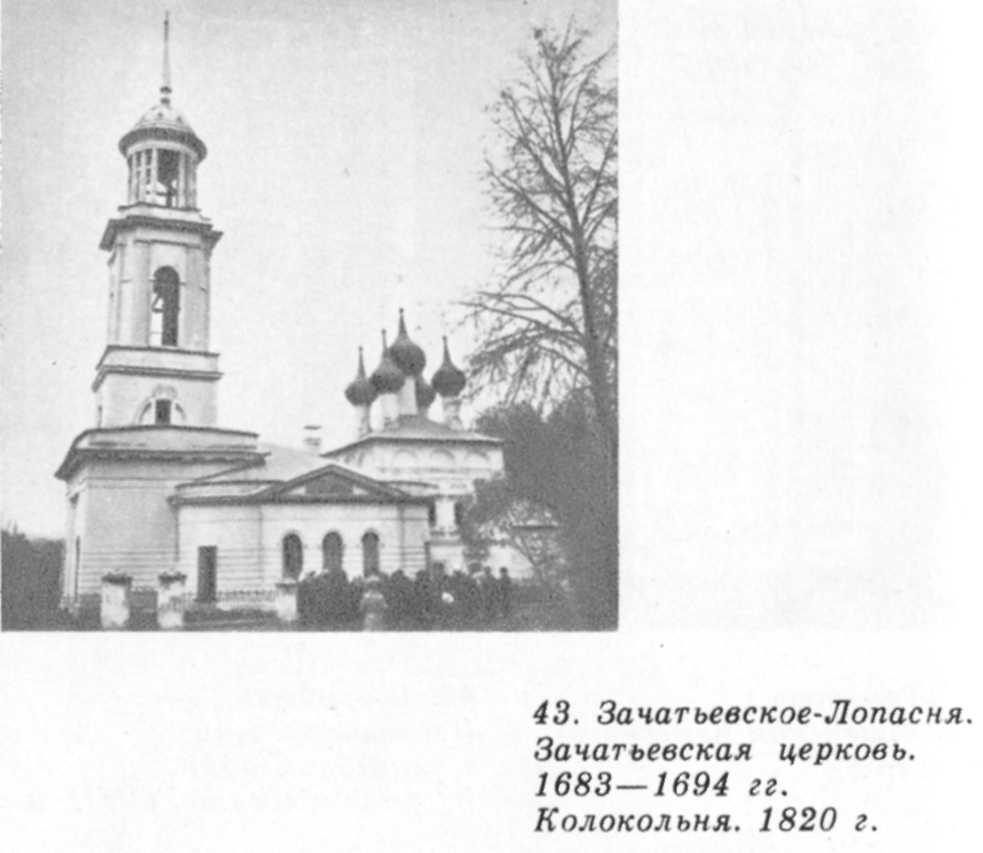 43. Зачатьевское-Лопасня.
Зачатьевская церковь.
1683—1694 гг.
Колокольня. 1820 г.